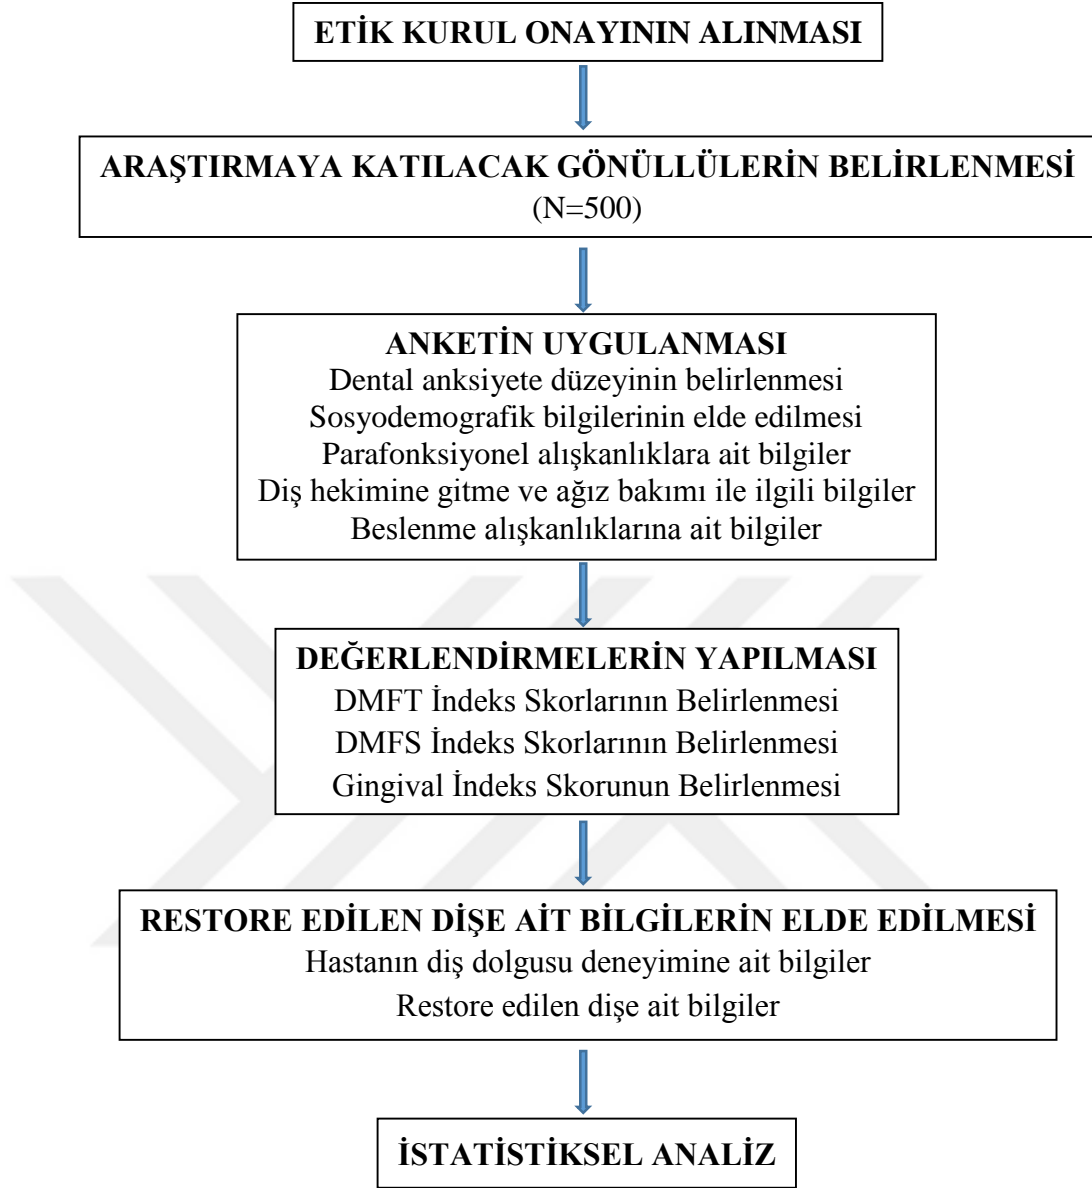 ETİK KURUL ONAYININ ALINMASI
ARAŞTIRMAYA KATILACAK GÖNÜLLÜLERİN BELİRLENMESİ
(N=500)
ANKETİN UYGULANMASI
Dental anksiyete düzeyinin belirlenmesi
Sosyodemografik bilgilerinin elde edilmesi
Parafonksiyonel alışkanlıklara ait bilgiler
Diş hekimine gitme ve ağız bakımı ile ilgili bilgiler
Beslenme alışkanlıklarına ait bilgiler
DEĞERLENDİRMELERİN YAPILMASI
DMFT İndeks Skorlarının Belirlenmesi
DMFS İndeks Skorlarının Belirlenmesi
Gingival İndeks Skorunun Belirlenmesi
RESTORE EDİLEN DİŞE AİT BİLGİLERİN ELDE EDİLMESİ
Hastanın diş dolgusu deneyimine ait bilgiler
Restore edilen dişe ait bilgiler
İSTATİSTİKSEL ANALİZ